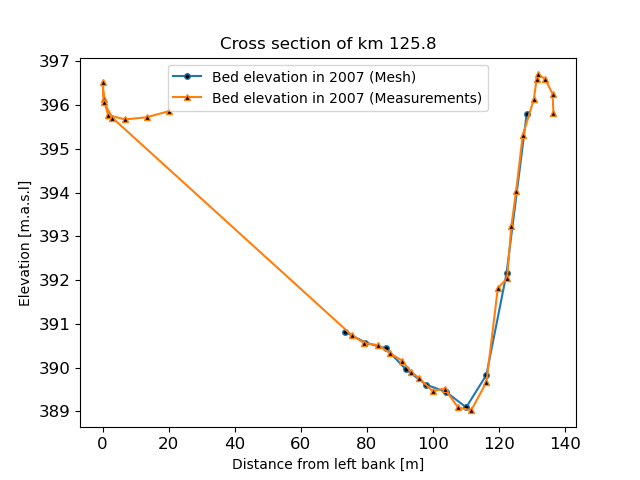 Cross section of km 125.8
Bed elevation in 2007 (Mesh)
Bed elevation in 2007 (Measurements)
397
396
395
394
393
392
391
390
389
Elevation [m.a.s.l]
0 20 40 60 80 100 120 140
Distance from left bank [m]